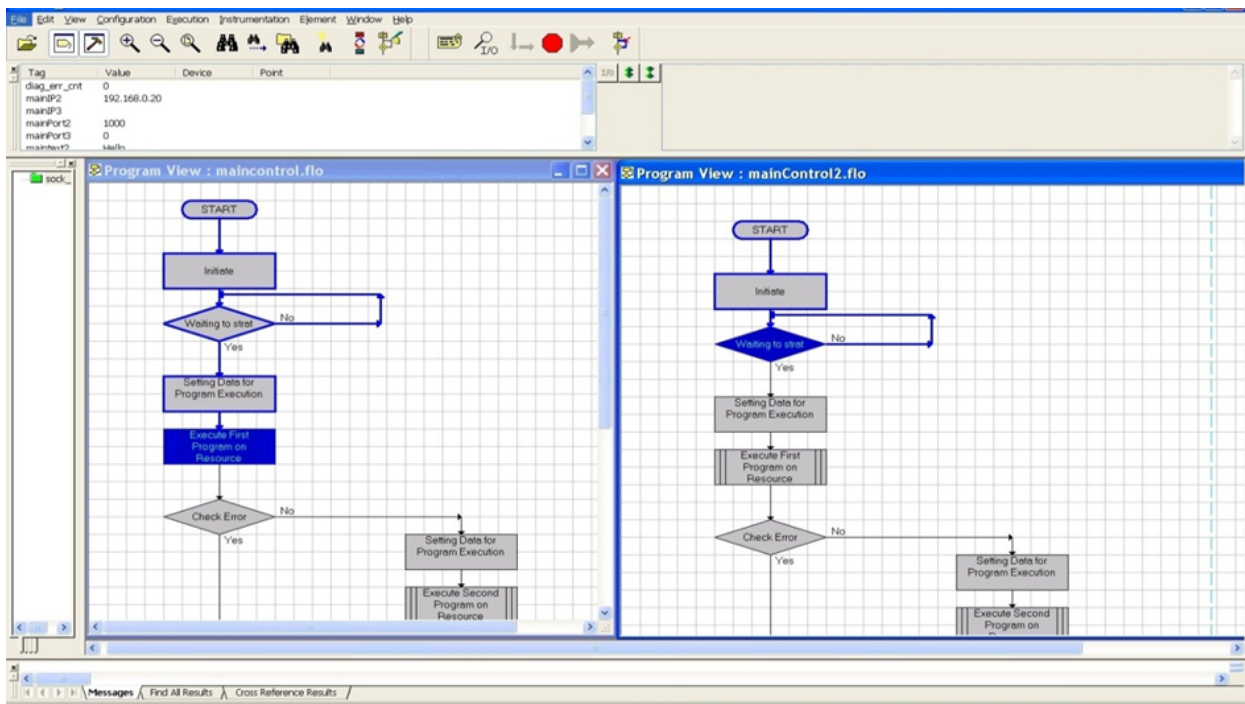 File Edit View Configuration Execution Instrumentation Element Window Help
I/O
Tag Value Device Point
I/O
diag_err_cnt 0
mainIP2 192.168.0.20
mainIP3
mainPort2 1000
mainPort3 0
maintext2 Hello
sock_
Program View : maincontrol.flo
START
Initiate
Waiting to strat
No
Yes
Setting Data for
Program Execution
Execute First
Program on
Resource
Check Error
No
Yes
Setting Data for
Program Execution
Execute Second
Program on
Resource
Program View : mainControl2.flo
START
Initiate
Waiting to strat
No
Yes
Setting Data for
Program Execution
Execute First
Program on
Resource
Check Error
No
Yes
Setting Data for
Program Execution
Execute Second
Program on
Messages Find All Results Cross Reference Results